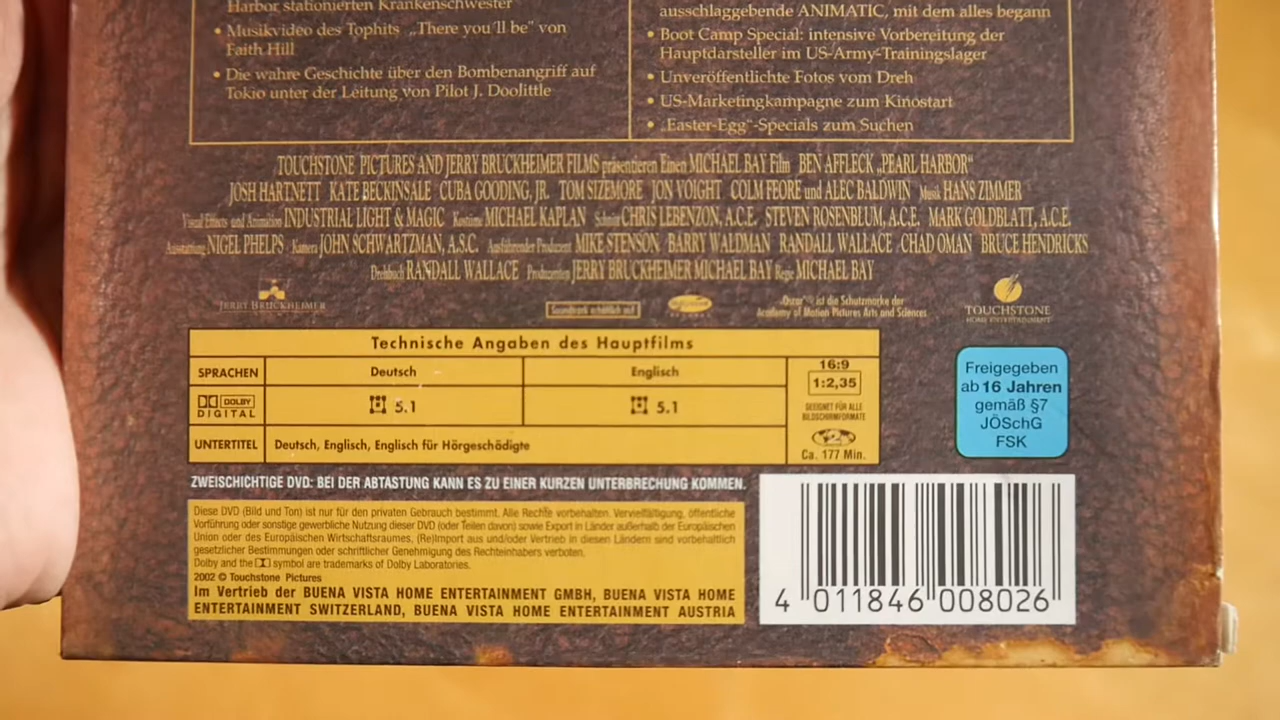 Harbor stationierten Krankenschwester
• Musikvideo des Tophits „There you'll be" von
Faith Hill
• Die wahre Geschichte über den Bombenangriff auf
Tokio unter der Leitung von Pilot J. Doolittle
ausschlaggebende ANIMATIC, mit dem alles begann
• Boot Camp Special: intensive Vorbereitung der
Hauptdarsteller im US-Army-Trainingslager
• Unveröffentlichte Fotos vom Dreh
• US-Marketingkampagne zum Kinostart
• „Easter-Egg"-Specials zum Suchen
TOUCHSTONE PICTURES AND JERRY BRUCKHEIMER FILMS präsentieren Einen MICHAEL BAY Film BEN AFFLECK „PEARL HARBOR"
JOSH HARTNETT KATE BECKINSALE CUBA GOODING, JR. TOM SIZEMORE JON VOIGHT COLM FEORE und ALEC BALDWIN Musik HANS ZIMMER
Visual Effects and Animation INDUSTRIAL LIGHT & MAGIC Kostüme MICHAEL KAPLAN Schnitt CHRIS LEBENZON, A.C.E. STEVEN ROSENBLUM, A.C.E. MARK GOLDBLATT, A.C.E.
Ausstattung NIGEL PHELPS Kamera JOHN SCHWARTZMAN, A.S.C. Ausführender Produzent MIKE STENSON BARRY WALDMAN RANDALL WALLACE CHAD OMAN BRUCE HENDRICKS
Drehbuch RANDALL WALLACE Produzenten JERRY BRUCKHEIMER MICHAEL BAY Regie MICHAEL BAY
JERRY BRUCKHEIMER
Soundtrack erhältlich auf
Oscar® ist die Schutzmarke der
Academy of Motion Pictures Arts and Sciences
TOUCHSTONE
HOME ENTERTAINMENT
Technische Angaben des Hauptfilms
SPRACHEN Deutsch Englisch
DOLBY
DIGITAL
5.1 5.1
UNTERTITEL Deutsch, Englisch, Englisch für Hörgeschädigte
16:9
1:2,35
GEEIGNET FÜR ALLE
BILDSCHIRMFORMATE
2
Ca. 177 Min.
Freigegeben
ab 16 Jahren
gemäß §7
JÖSchG
FSK
ZWEISCHICHTIGE DVD: BEI DER ABTASTUNG KANN ES ZU EINER KURZEN UNTERBRECHUNG KOMMEN.
Diese DVD (Bild und Ton) ist nur für den privaten Gebrauch bestimmt. Alle Rechte vorbehalten. Vervielfältigung, öffentliche
Vorführung oder sonstige gewerbliche Nutzung dieser DVD (oder Teilen davon) sowie Export in Länder außerhalb der Europäischen
Union oder des Europäischen Wirtschaftsraumes, (Re)Import aus und/oder Vertrieb in diesen Ländern sind vorbehaltlich
gesetzlicher Bestimmungen oder schriftlicher Genehmigung des Rechteinhabers verboten.
Dolby and the symbol are trademarks of Dolby Laboratories.
2002 © Touchstone Pictures
Im Vertrieb der BUENA VISTA HOME ENTERTAINMENT GMBH, BUENA VISTA HOME
ENTERTAINMENT SWITZERLAND, BUENA VISTA HOME ENTERTAINMENT AUSTRIA
4 011846 008026